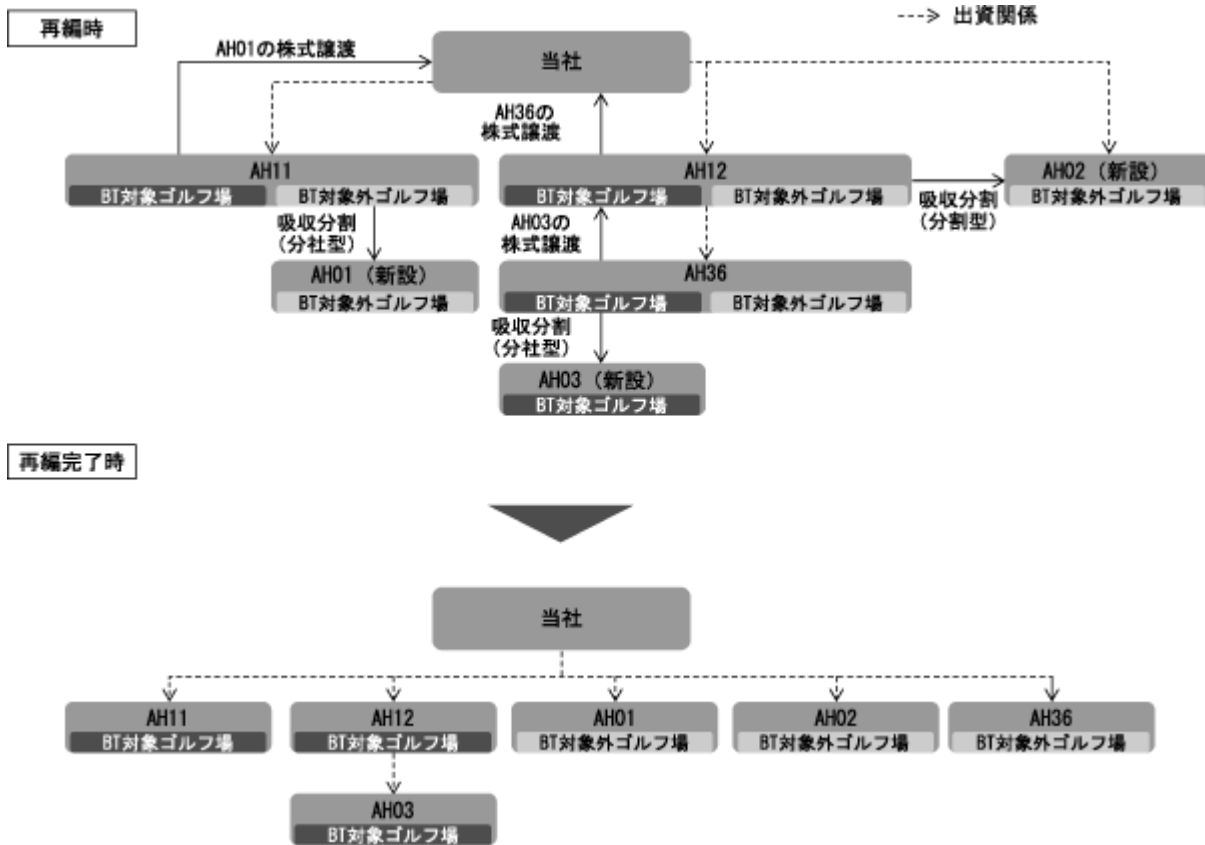 再編時
---> 出資関係
AH01の株式譲渡
当社
AH36の
株式譲渡
AH11
BT対象ゴルフ場
BT対象外ゴルフ場
AH12
BT対象ゴルフ場
BT対象外ゴルフ場
AH02（新設）
BT対象外ゴルフ場
吸収分割
（分割型）
吸収分割
（分社型）
AH03の
株式譲渡
AH01（新設）
BT対象外ゴルフ場
AH36
BT対象ゴルフ場
BT対象外ゴルフ場
吸収分割
（分社型）
AH03（新設）
BT対象ゴルフ場
再編完了時
当社
AH11
BT対象ゴルフ場
AH12
BT対象ゴルフ場
AH01
BT対象外ゴルフ場
AH02
BT対象外ゴルフ場
AH36
BT対象外ゴルフ場
AH03
BT対象ゴルフ場